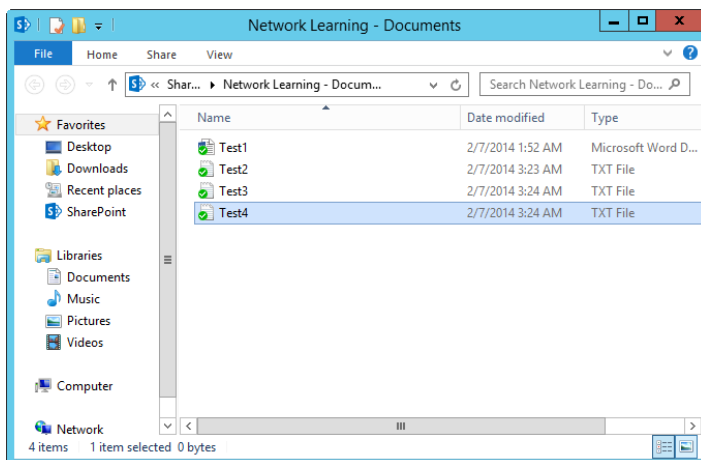 Network Learning - Documents
File Home Share View
« Shar... Network Learning - Docum... Search Network Learning - Do...
Favorites
Desktop
Downloads
Recent places
SharePoint
Libraries
Documents
Music
Pictures
Videos
Computer
Network
Name Date modified Type
Test1 2/7/2014 1:52 AM Microsoft Word D...
Test2 2/7/2014 3:23 AM TXT File
Test3 2/7/2014 3:24 AM TXT File
Test4 2/7/2014 3:24 AM TXT File
4 items 1 item selected 0 bytes